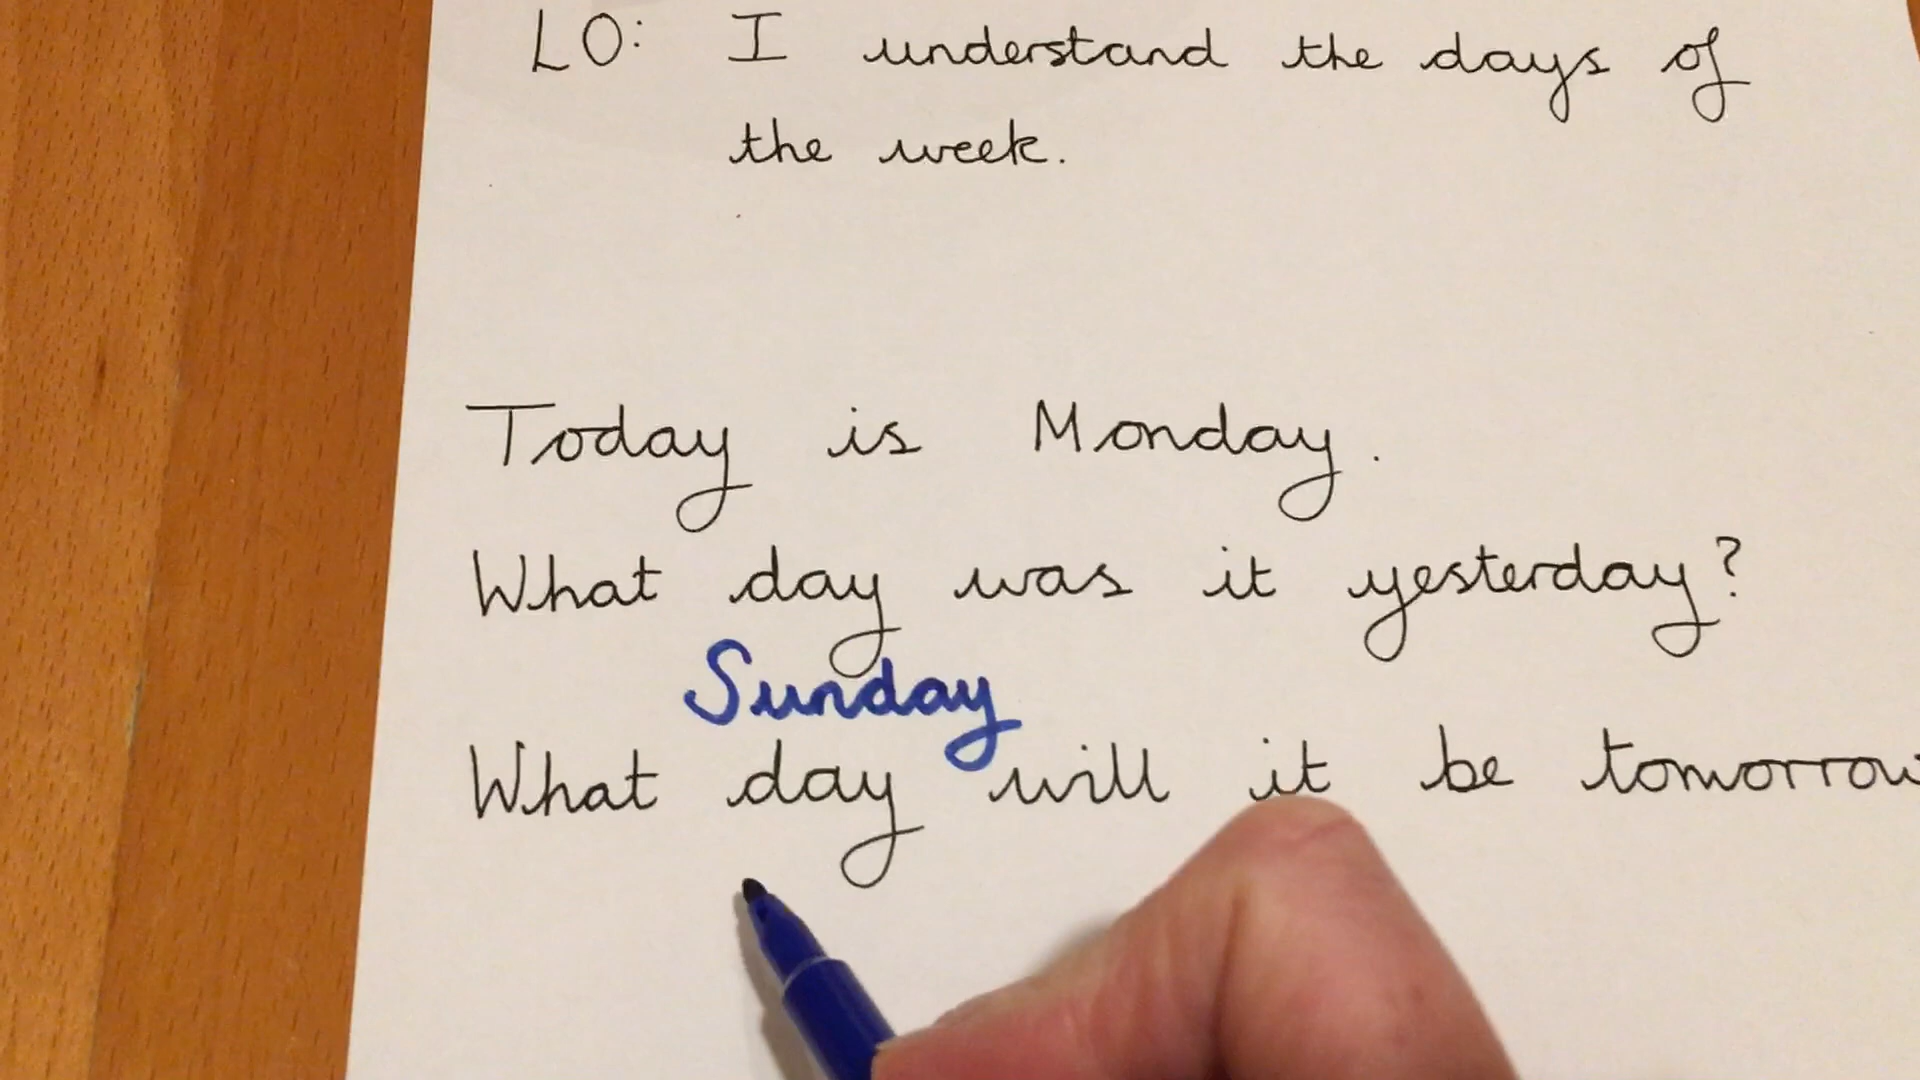 LO: I understand the days of
the week.
Today is Monday.
What day was it yesterday?
Sunday
What day will it be tomorrow